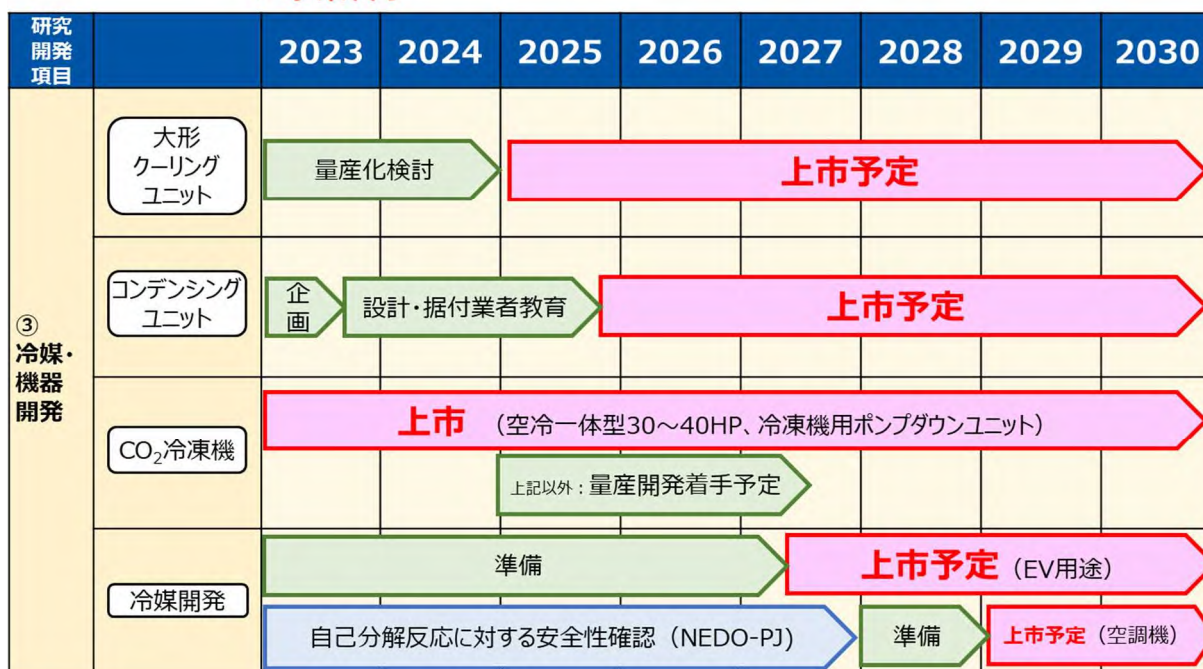 研究
開発
項目
2023
2024
2025
2026
2027
2028
2029
2030
③
冷媒・
機器
開発
大形
クーリング
ユニット
量産化検討
上市予定
コンデンシング
ユニット
企
画
設計・据付業者教育
上市予定
CO₂冷凍機
上市 (空冷一体型30～40HP、冷凍機用ポンプダウンユニット)
上記以外：量産開発着手予定
冷媒開発
準備
上市予定 (EV用途)
自己分解反応に対する安全性確認 (NEDO-PJ)
準備
上市予定 (空調機)